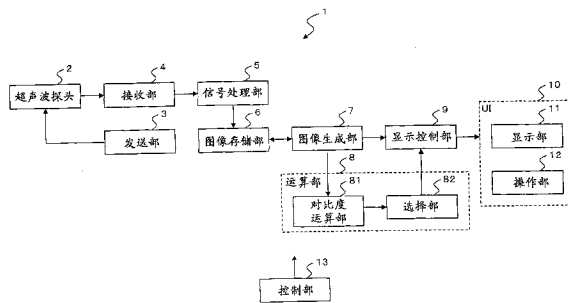 1
2
超声波探头
4
接收部
5
信号处理部
3
发送部
6
图像存储部
7
图像生成部
9
显示控制部
10
UI
11
显示部
12
操作部
8
运算部
81
对比度
运算部
82
选择部
13
控制部